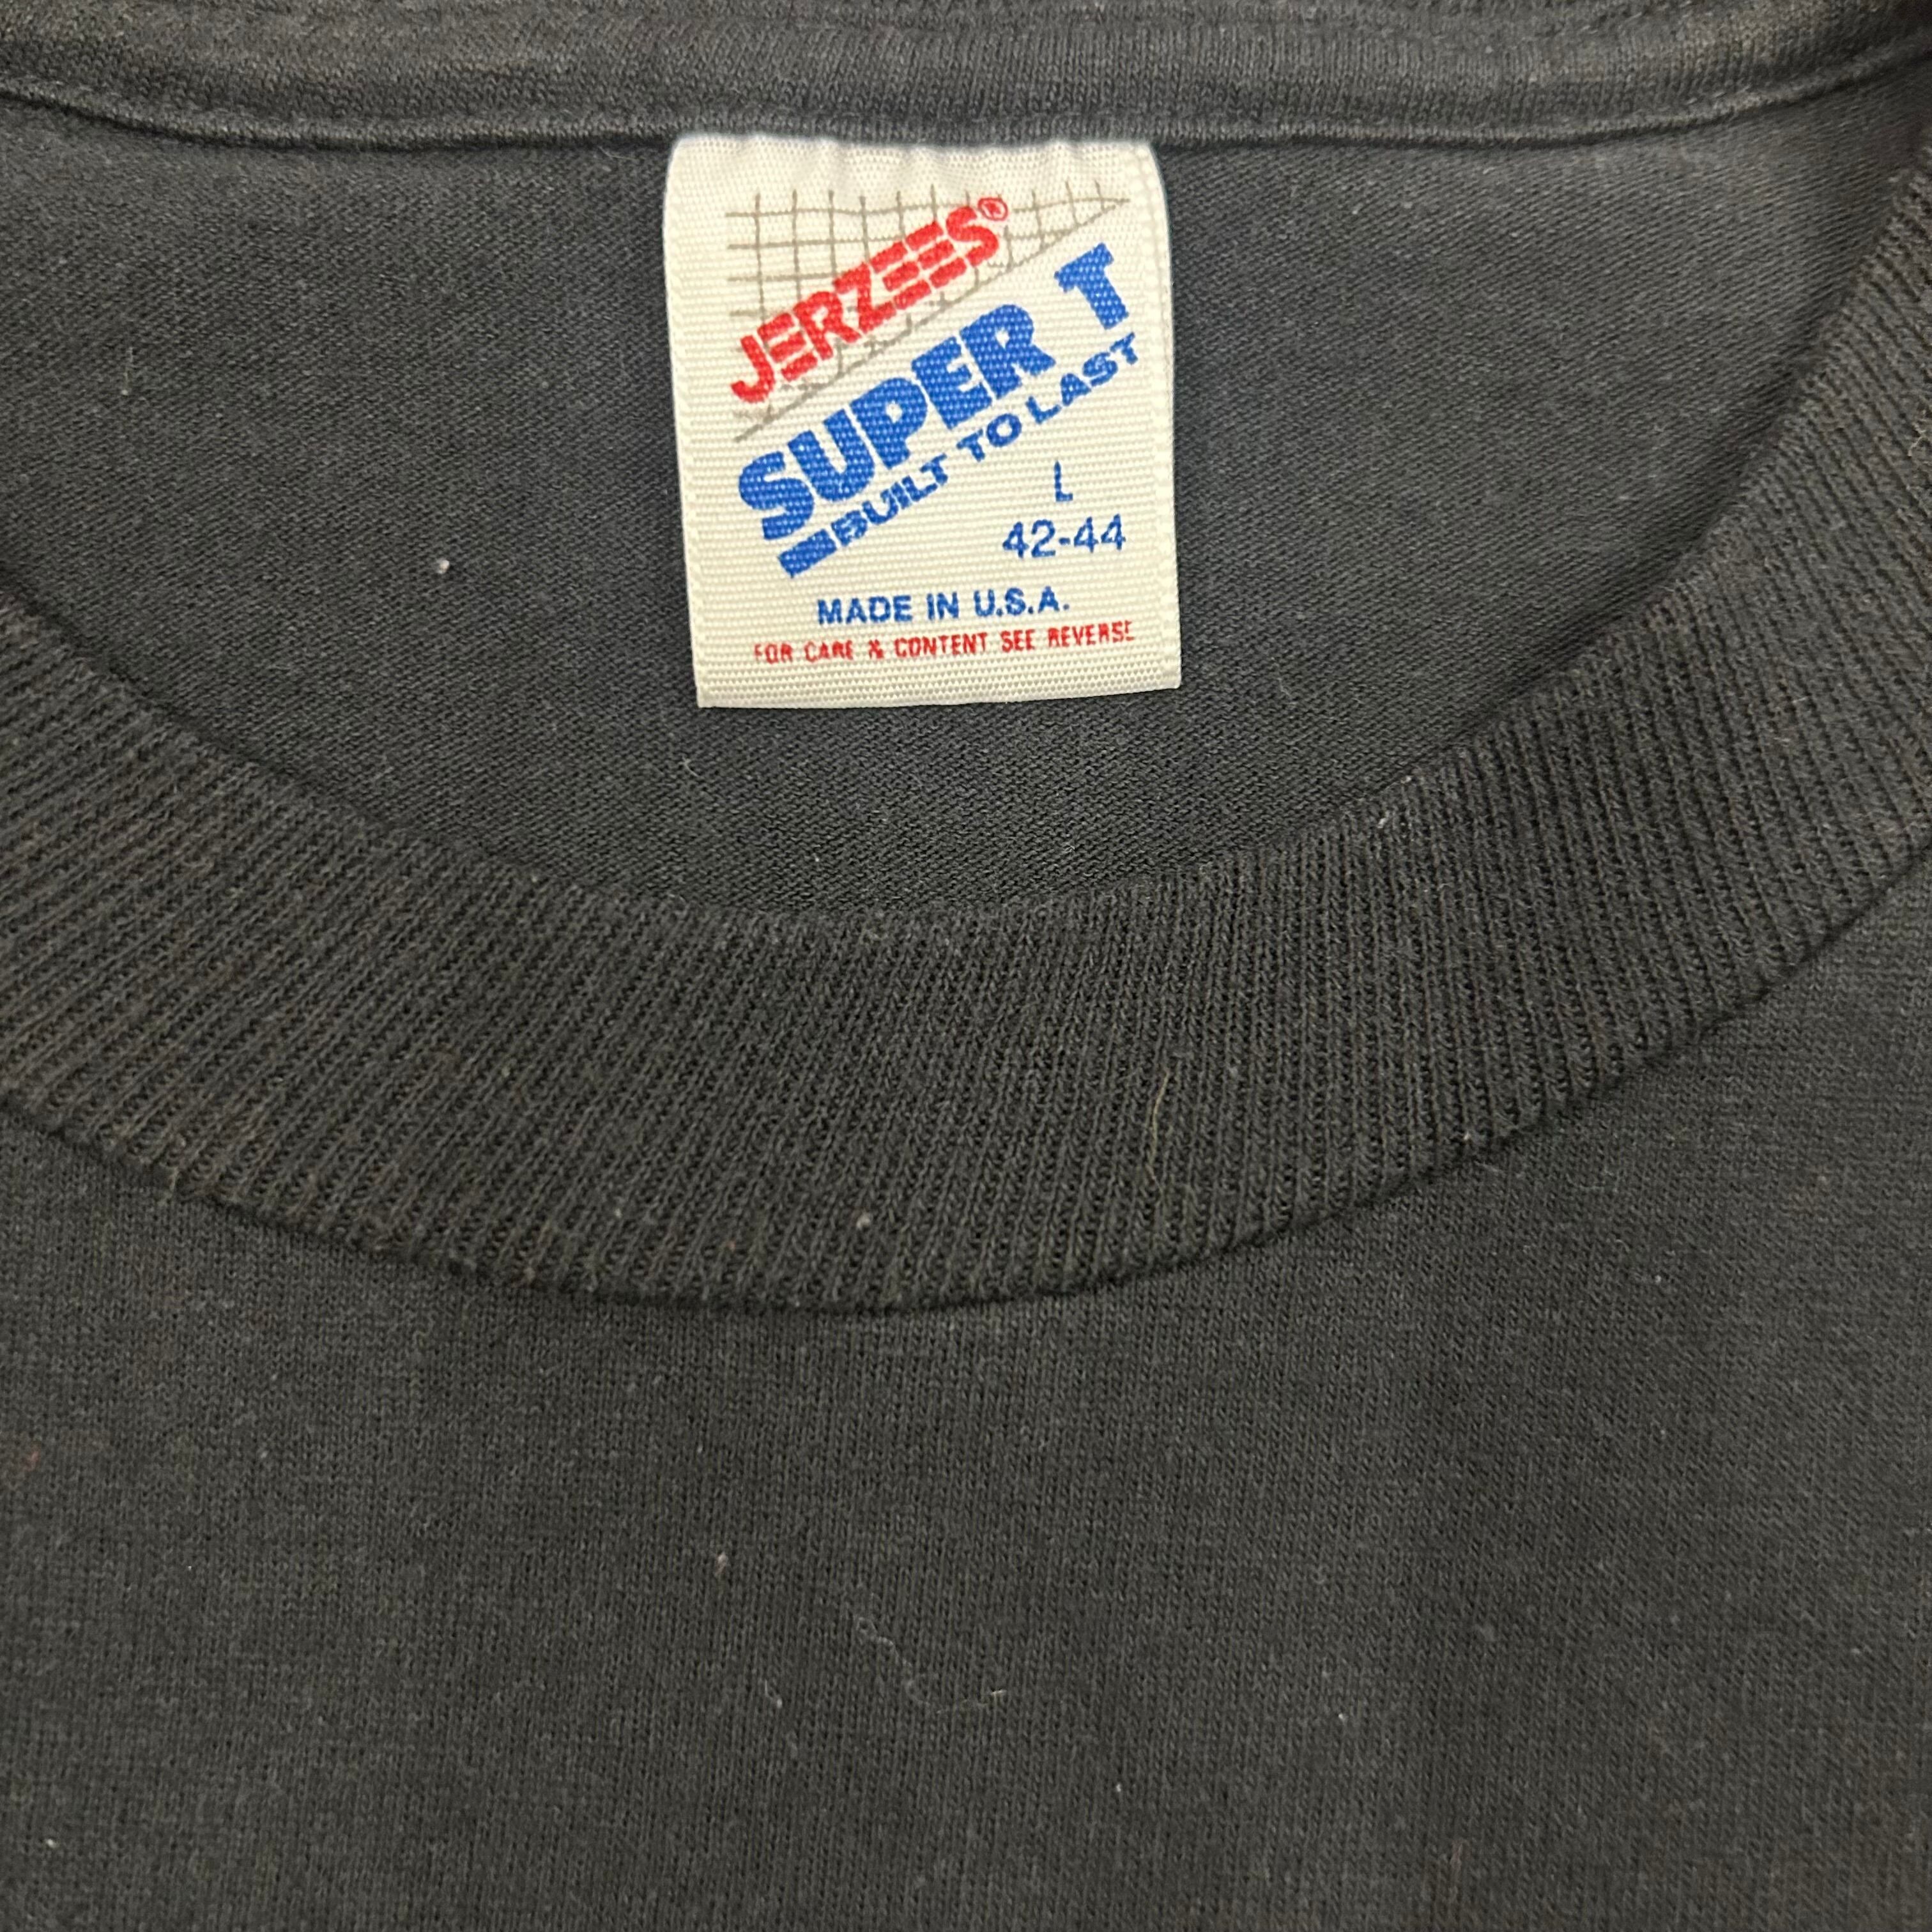 JERZEES®
SUPER T
BUILT TO LAST
L
42-44
MADE IN U.S.A.
FOR CARE & CONTENT SEE REVERSE